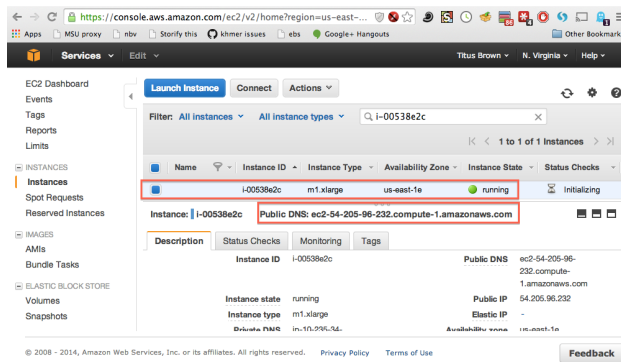 https://console.aws.amazon.com/ec2/v2/home?region=us-east-...
Apps MSU proxy nbv Storify this khmer issues ebs Google+ Hangouts Other Bookmark
Services Edit Titus Brown N. Virginia Help
EC2 Dashboard
Events
Tags
Reports
Limits
INSTANCES
Instances
Spot Requests
Reserved Instances
IMAGES
AMIs
Bundle Tasks
ELASTIC BLOCK STORE
Volumes
Snapshots
Launch Instance Connect Actions
Filter: All instances All instance types i-00538e2c
1 to 1 of 1 Instances
Name Instance ID Instance Type Availability Zone Instance State Status Checks
i-00538e2c m1.xlarge us-east-1e running Initializing
Instance: i-00538e2c Public DNS: ec2-54-205-96-232.compute-1.amazonaws.com
Description Status Checks Monitoring Tags
Instance ID i-00538e2c Public DNS ec2-54-205-96-
232.compute-
1.amazonaws.com
Instance state running Public IP 54.205.96.232
Instance type m1.xlarge Elastic IP -
Private DNS ip-10-235-34- Availability zone us-east-1e
© 2008 - 2014, Amazon Web Services, Inc. or its affiliates. All rights reserved. Privacy Policy Terms of Use Feedback